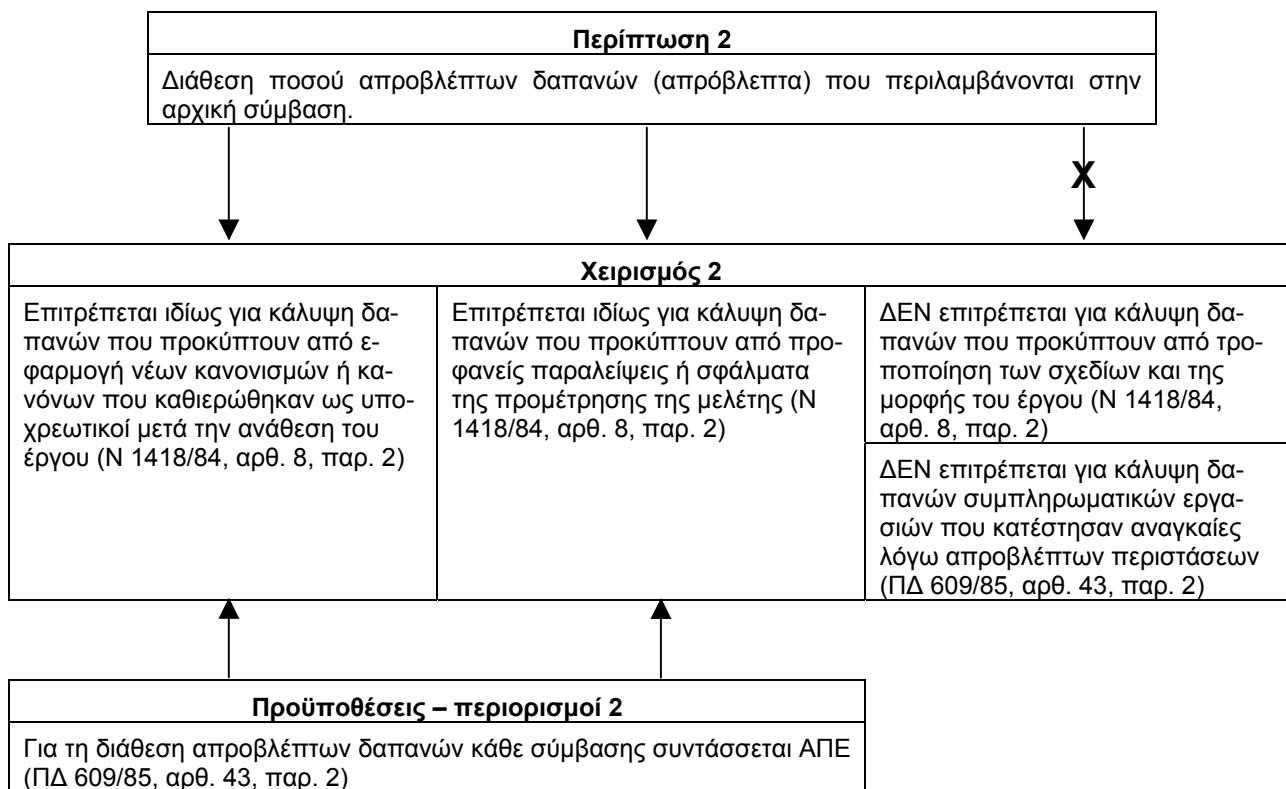 Περίπτωση 2
Διάθεση ποσού απροβλέπτων δαπανών (απρόβλεπτα) που περιλαμβάνονται στην
αρχική σύμβαση.
X
Χειρισμός 2
Επιτρέπεται ιδίως για κάλυψη δα-
πανών που προκύπτουν από ε-
φαρμογή νέων κανονισμών ή κα-
νόνων που καθιερώθηκαν ως υπο-
χρεωτικοί μετά την ανάθεση του
έργου (Ν 1418/84, αρθ. 8, παρ. 2)
Επιτρέπεται ιδίως για κάλυψη δα-
πανών που προκύπτουν από προ-
φανείς παραλείψεις ή σφάλματα
της προμέτρησης της μελέτης (Ν
1418/84, αρθ. 8, παρ. 2)
ΔΕΝ επιτρέπεται για κάλυψη δα-
πανών που προκύπτουν από τρο-
ποποίηση των σχεδίων και της
μορφής του έργου (Ν 1418/84,
αρθ. 8, παρ. 2)
ΔΕΝ επιτρέπεται για κάλυψη δα-
πανών συμπληρωματικών εργα-
σιών που κατέστησαν αναγκαίες
λόγω απροβλέπτων περιστάσεων
(ΠΔ 609/85, αρθ. 43, παρ. 2)
Προϋποθέσεις – περιορισμοί 2
Για τη διάθεση απροβλέπτων δαπανών κάθε σύμβασης συντάσσεται ΑΠΕ
(ΠΔ 609/85, αρθ. 43, παρ. 2)